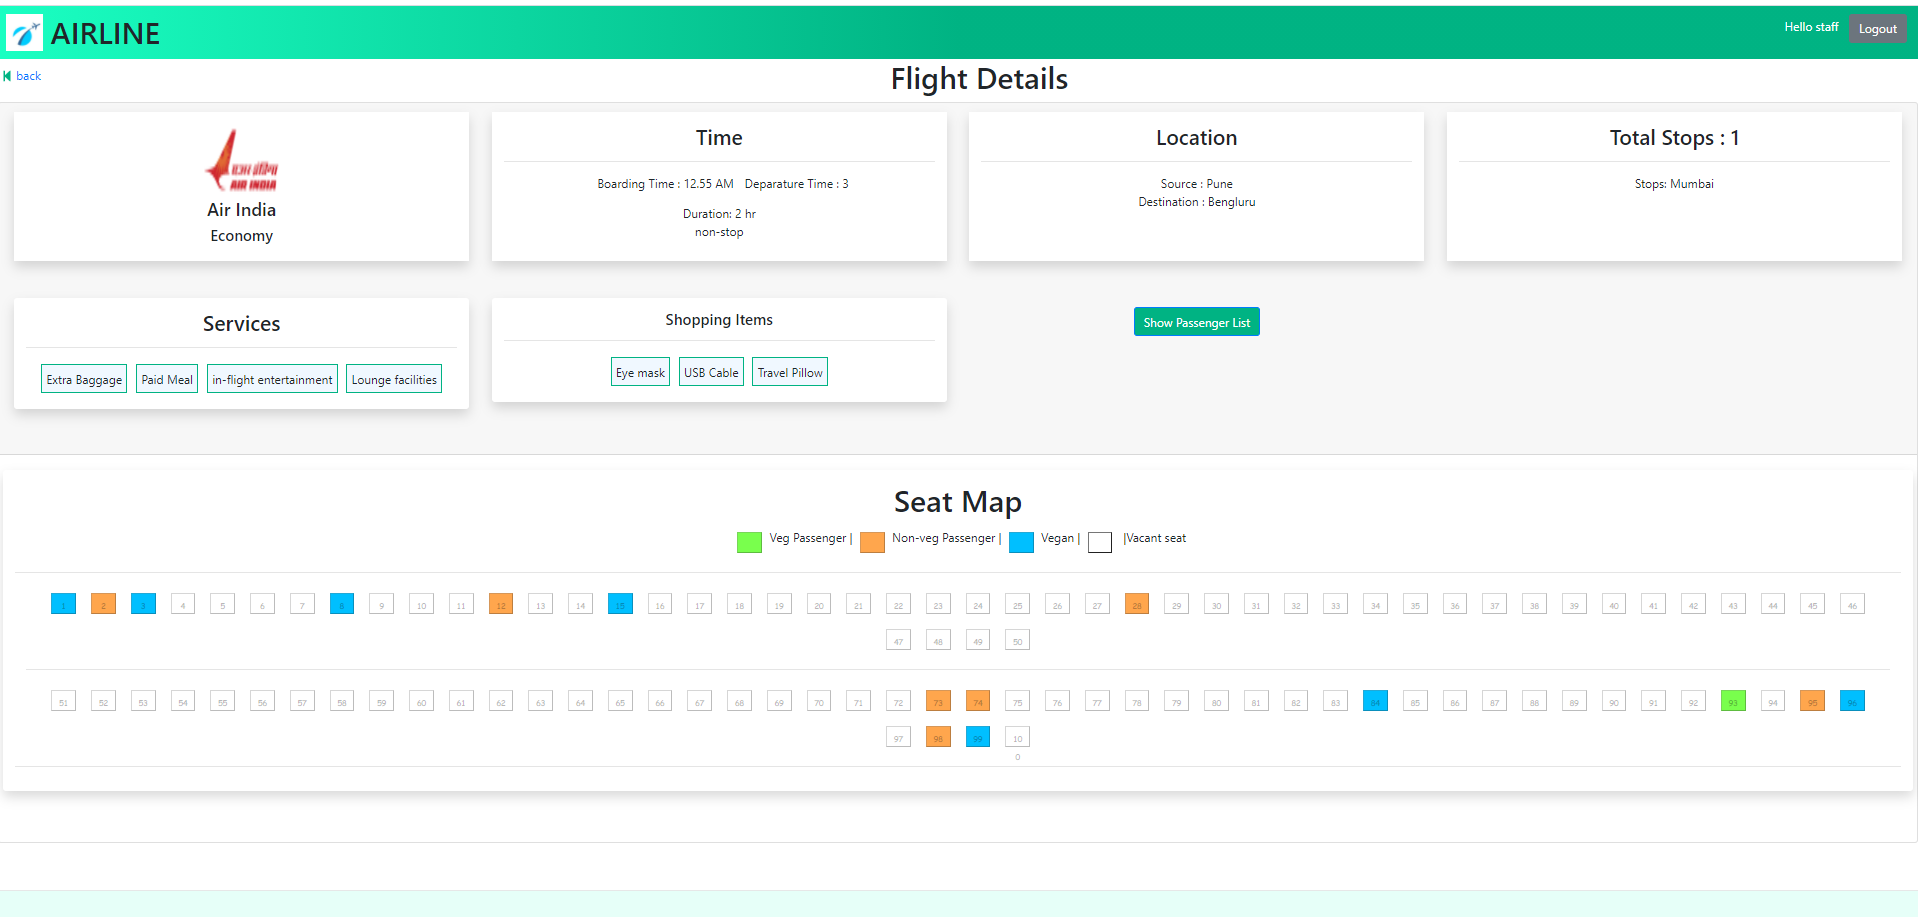 AIRLINE
Hello staff
Logout
back
Flight Details
AIR INDIA
Air India
Economy
Time
Boarding Time : 12.55 AM Deparature Time : 3
Duration: 2 hr
non-stop
Location
Source : Pune
Destination : Bengluru
Total Stops : 1
Stops: Mumbai
Services
Extra Baggage Paid Meal in-flight entertainment Lounge facilities
Shopping Items
Eye mask USB Cable Travel Pillow
Show Passenger List
Seat Map
Veg Passenger | Non-veg Passenger | Vegan | |Vacant seat
1 2 3 4 5 6 7 8 9 10 11 12 13 14 15 16 17 18 19 20 21 22 23 24 25 26 27 28 29 30 31 32 33 34 35 36 37 38 39 40 41 42 43 44 45 46
47 48 49 50
51 52 53 54 55 56 57 58 59 60 61 62 63 64 65 66 67 68 69 70 71 72 73 74 75 76 77 78 79 80 81 82 83 84 85 86 87 88 89 90 91 92 93 94 95 96
97 98 99 10
0